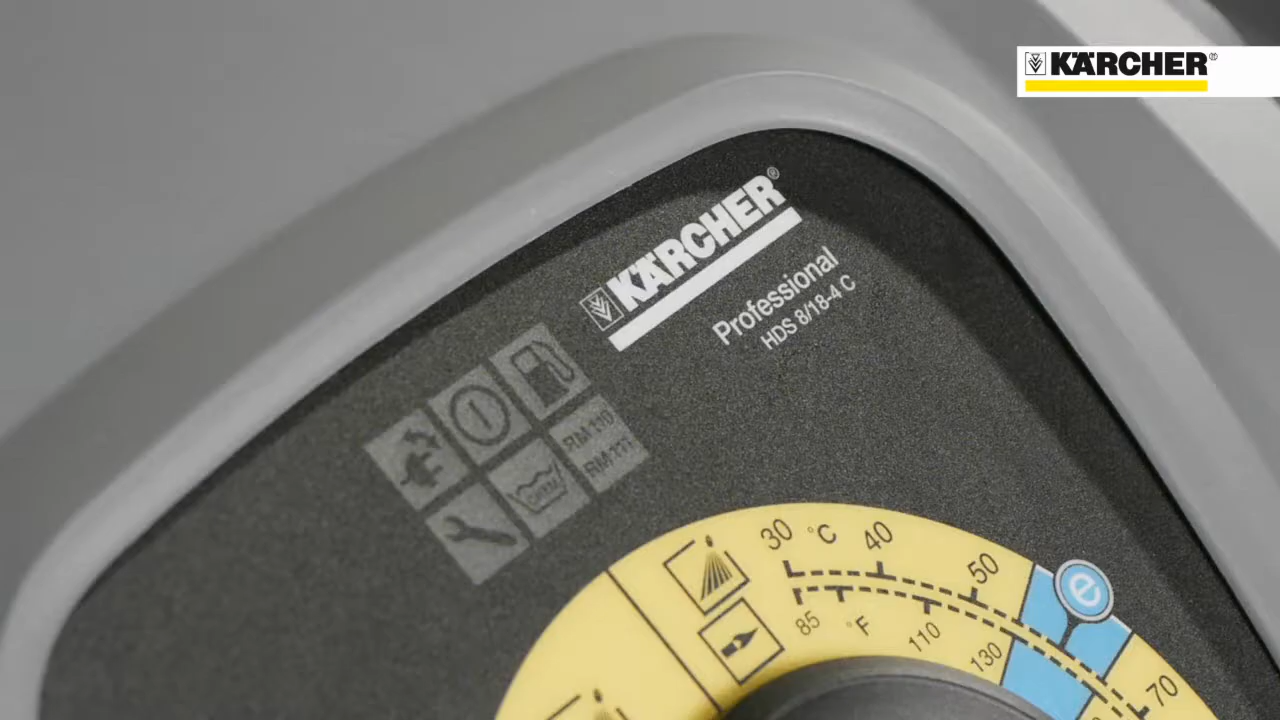 KÄRCHER®
KÄRCHER®
Professional
HDS 8/18-4 C
RM 110
RM 111
30 °C 40 50 70
85 °F 110 130
e